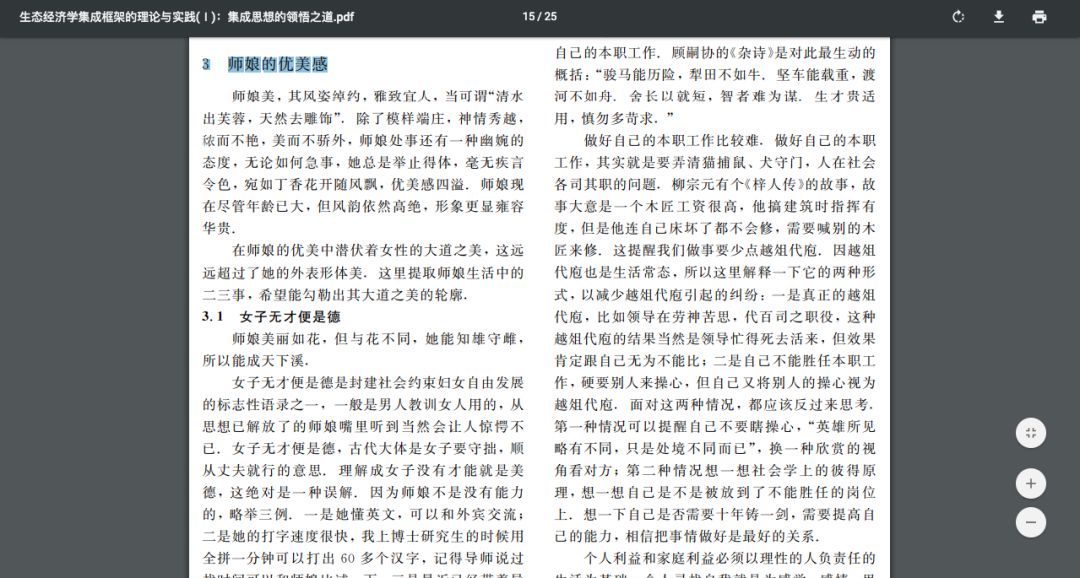 生态经济学集成框架的理论与实践(Ⅰ)：集成思想的领悟之道.pdf
15 / 25
3 师娘的优美感
师娘美，其风姿绰约，雅致宜人，当可谓“清水
出芙蓉，天然去雕饰”．除了模样端庄，神情秀越，
浓而不艳，美而不骄外，师娘处事还有一种幽婉的
态度，无论如何急事，她总是举止得体，毫无疾言
令色，宛如丁香花开随风飘，优美感四溢．师娘现
在尽管年龄已大，但风韵依然高绝，形象更显雍容
华贵．
在师娘的优美中潜伏着女性的大道之美，这远
远超过了她的外表形体美．这里提取师娘生活中的
二三事，希望能勾勒出其大道之美的轮廓．
3.1 女子无才便是德
师娘美丽如花，但与花不同，她能知雄守雌，
所以能成天下溪．
女子无才便是德是封建社会约束妇女自由发展
的标志性语录之一，一般是男人教训女人用的，从
思想已解放了的师娘嘴里听到当然会让人惊愕不
已．女子无才便是德，古代大体是女子要守拙，顺
从丈夫就行的意思．理解成女子没有才能就是美
德，这绝对是一种误解．因为师娘不是没有能力
的，略举三例．一是她懂英文，可以和外宾交流；
二是她的打字速度很快，我上博士研究生的时候用
全拼一分钟可以打出 60 多个汉字，记得导师说过
自己的本职工作．顾嗣协的《杂诗》是对此最生动的
概括：“骏马能历险，犁田不如牛．坚车能载重，渡
河不如舟．舍长以就短，智者难为谋．生才贵适
用，慎勿多苛求．”
做好自己的本职工作比较难．做好自己的本职
工作，其实就是要弄清猫捕鼠、犬守门，人在社会
各司其职的问题．柳宗元有个《梓人传》的故事，故
事大意是一个木匠工资很高，他搞建筑时指挥有
度，但是他连自己床坏了都不会修，需要喊别的木
匠来修．这提醒我们做事要少点越俎代庖．因越俎
代庖也是生活常态，所以这里解释一下它的两种形
式，以减少越俎代庖引起的纠纷：一是真正的越俎
代庖，比如领导在劳神苦思，代百司之职役，这种
越俎代庖的结果当然是领导忙得死去活来，但效果
肯定跟自己无为不能比；二是自己不能胜任本职工
作，硬要别人来操心，但自己又将别人的操心视为
越俎代庖．面对这两种情况，都应该反过来思考．
第一种情况可以提醒自己不要瞎操心，“英雄所见
略有不同，只是处境不同而已”，换一种欣赏的视
角看对方；第二种情况想一想社会学上的彼得原
理，想一想自己是不是被放到了不能胜任的岗位
上．想一下自己是否需要十年铸一剑，需要提高自
己的能力，相信把事情做好是最好的关系．
个人利益和家庭利益必须以理性的人负责任的